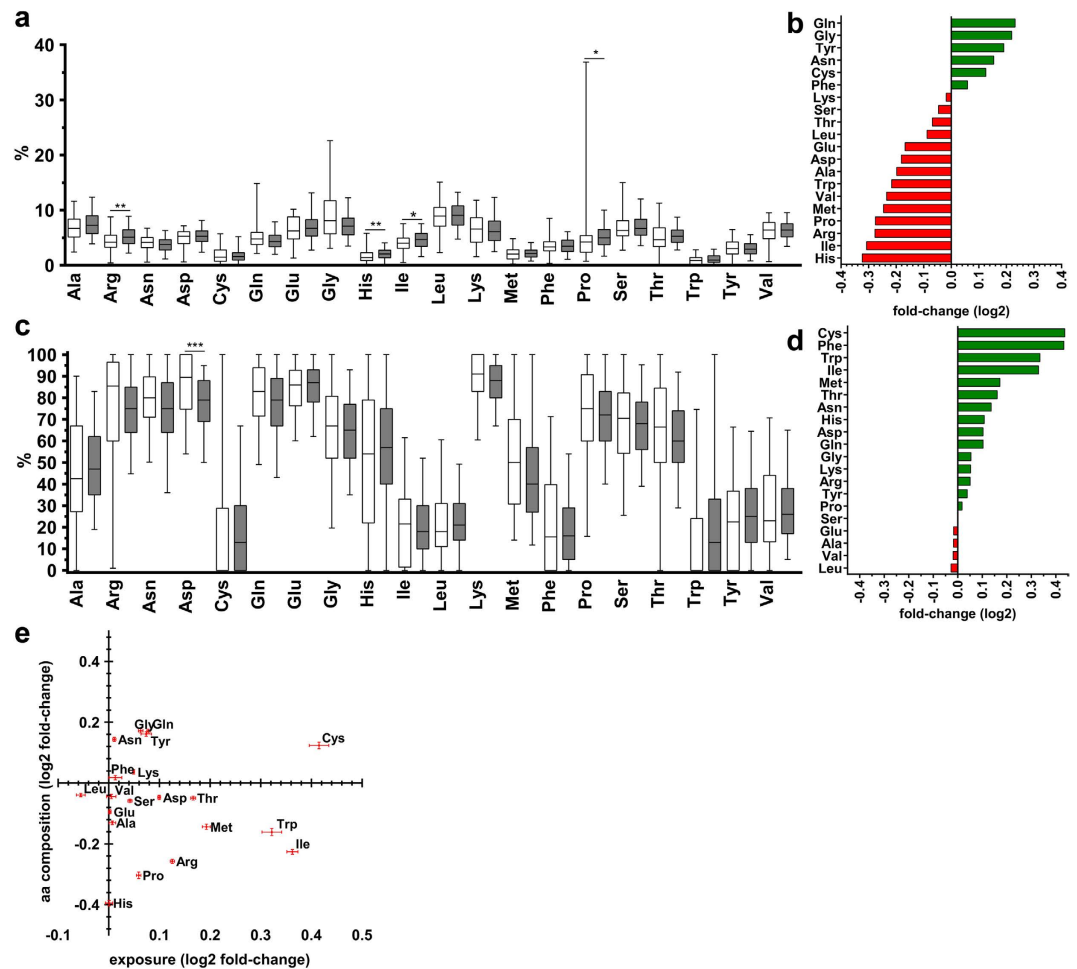 a
%
40
30
20
10
0
*
**
**
*
Ala Arg Asn Asp Cys Gln Glu Gly His Ile Leu Lys Met Phe Pro Ser Thr Trp Tyr Val
b
Gln
Gly
Tyr
Asn
Cys
Phe
Lys
Ser
Thr
Leu
Glu
Asp
Ala
Trp
Val
Met
Pro
Arg
Ile
His
-0.4 -0.3 -0.2 -0.1 0.0 0.1 0.2 0.3 0.4
fold-change (log2)
c
%
100
90
80
70
60
50
40
30
20
10
0
***
Ala Arg Asn Asp Cys Gln Glu Gly His Ile Leu Lys Met Phe Pro Ser Thr Trp Tyr Val
d
Cys
Phe
Trp
Ile
Met
Thr
Asn
His
Asp
Gln
Gly
Lys
Arg
Tyr
Pro
Ser
Glu
Ala
Val
Leu
-0.4 -0.3 -0.2 -0.1 0.0 0.1 0.2 0.3 0.4
fold-change (log2)
e
aa composition (log2 fold-change)
0.4
0.2
-0.2
-0.4
Gly Gln
Asn Tyr
Cys
Phe Lys
Leu Val
Ser Asp Thr
Glu
Ala
Met
Trp
Ile
Arg
Pro
His
-0.1 0.1 0.2 0.3 0.4 0.5
exposure (log2 fold-change)